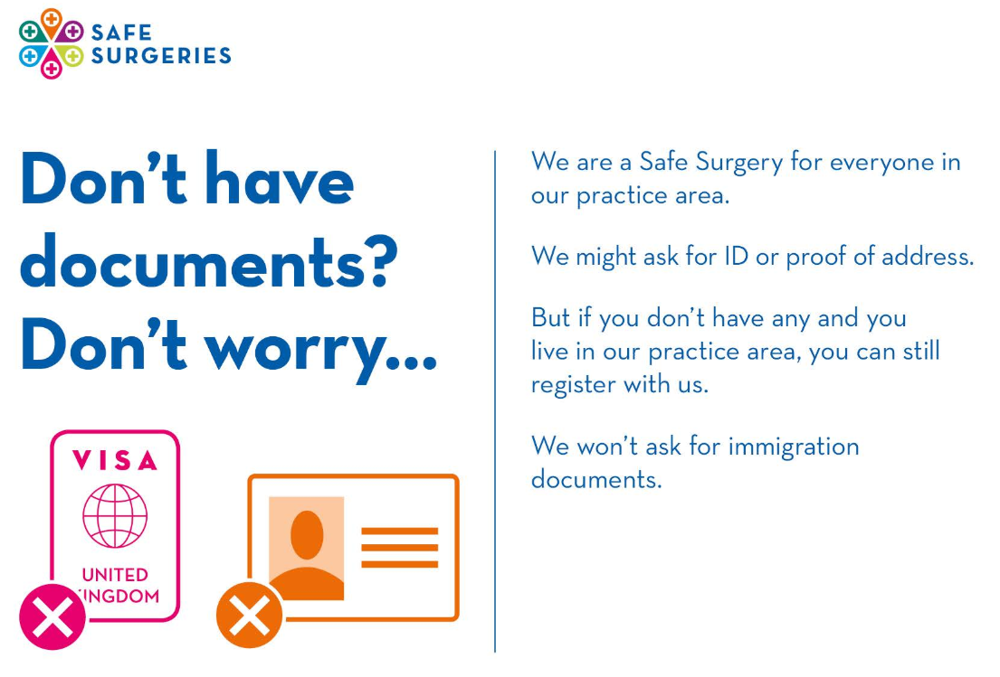 SAFE
SURGERIES
Don’t have
documents?
Don’t worry...
VISA
UNITED
KINGDOM
We are a Safe Surgery for everyone in
our practice area.
We might ask for ID or proof of address.
But if you don’t have any and you
live in our practice area, you can still
register with us.
We won’t ask for immigration
documents.